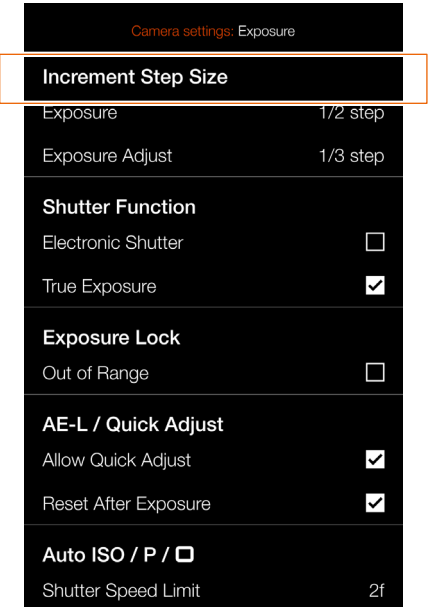 Camera settings: Exposure
Increment Step Size
Exposure 1/2 step
Exposure Adjust 1/3 step
Shutter Function
Electronic Shutter
True Exposure
Exposure Lock
Out of Range
AE-L / Quick Adjust
Allow Quick Adjust
Reset After Exposure
Auto ISO / P /
Shutter Speed Limit 2f